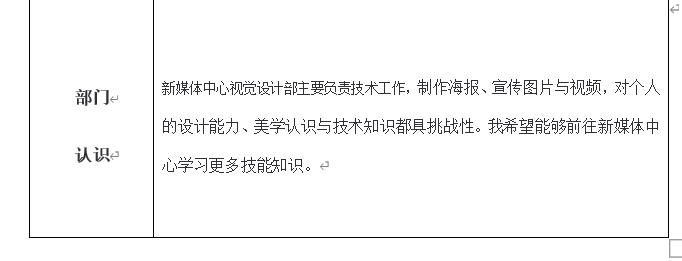 部门
认识
新媒体中心视觉设计部主要负责技术工作，制作海报、宣传图片与视频，对个人
的设计能力、美学认识与技术知识都具挑战性。我希望能够前往新媒体中
心学习更多技能知识。